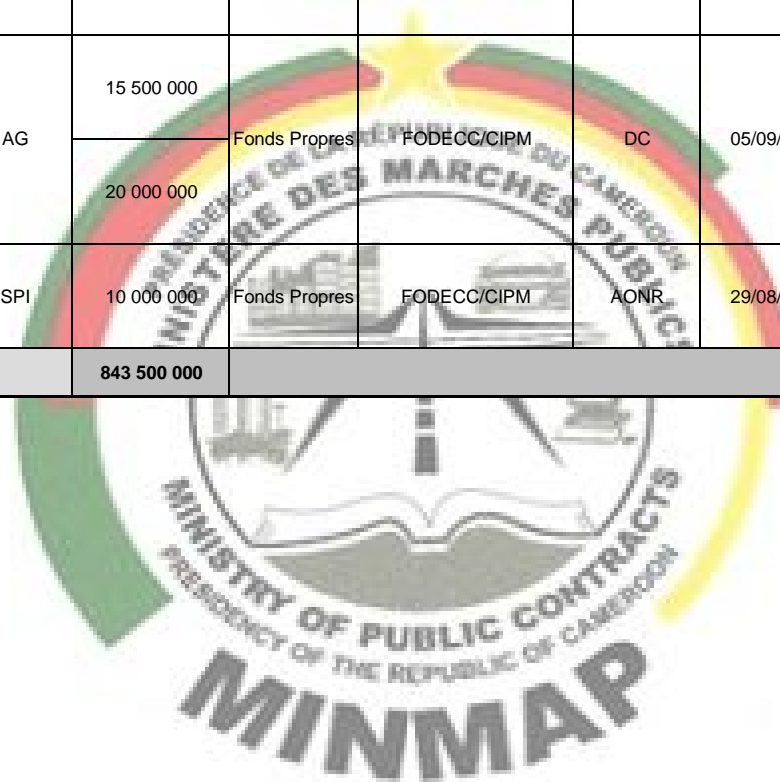 15 500 000
AG Fonds Propres FODECC/CIPM DC 05/09/
20 000 000
SPI 10 000 000 Fonds Propres FODECC/CIPM AONR 29/08/
843 500 000
PRÉSIDENCE DE LA RÉPUBLIQUE DU CAMEROUN
MINISTERE DES MARCHES PUBLICS
MINISTRY OF PUBLIC CONTRACTS
PRESIDENCY OF THE REPUBLIC OF CAMEROON
MINMAP